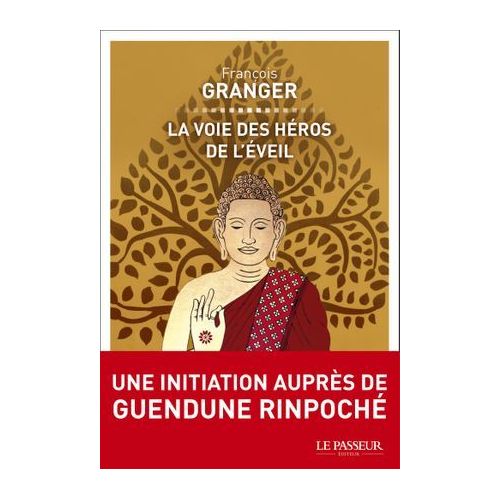 François
GRANGER
LA VOIE DES HÉROS
DE L'ÉVEIL
UNE INITIATION AUPRÈS DE
GUENDUNE RINPOCHÉ
LE PASSEUR
ÉDITEUR